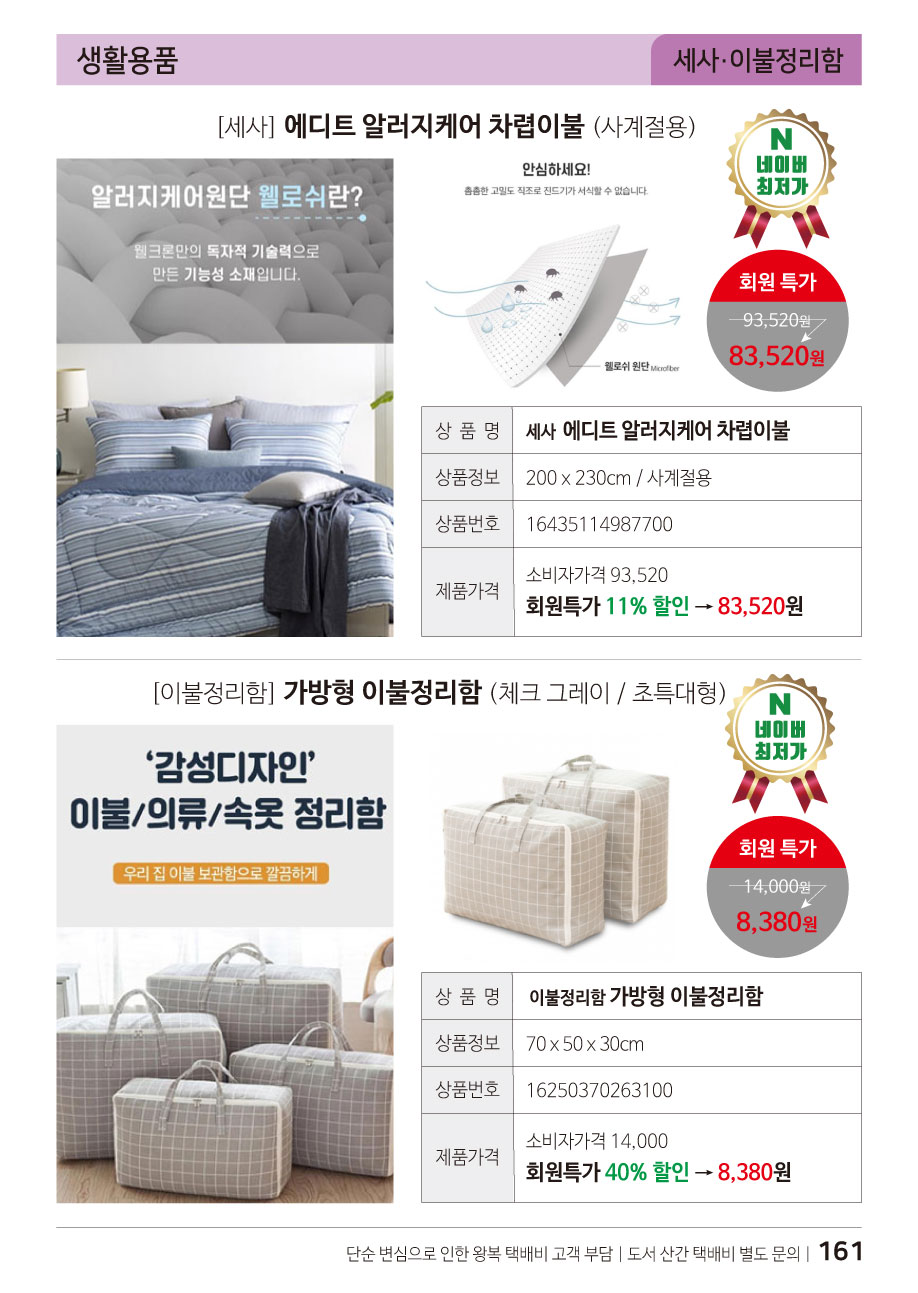 생활용품
세사·이불정리함
[세사] 에디트 알러지케어 차렵이불 (사계절용)
알러지케어원단 웰로쉬란?
웰크론만의 독자적 기술력으로
만든 기능성 소재입니다.
안심하세요!
촘촘한 고밀도 직조로 진드기가 서식할 수 없습니다.
웰로쉬 원단 Microfiber
N
네이버
최저가
회원 특가
93,520원
83,520원
상 품 명 세사 에디트 알러지케어 차렵이불
상품정보 200 x 230cm / 사계절용
상품번호 16435114987700
제품가격 소비자가격 93,520
회원특가 11% 할인 → 83,520원
[이불정리함] 가방형 이불정리함 (체크 그레이 / 초특대형)
‘감성디자인’
이불/의류/속옷 정리함
우리 집 이불 보관함으로 깔끔하게
N
네이버
최저가
회원 특가
14,000원
8,380원
상 품 명 이불정리함 가방형 이불정리함
상품정보 70 x 50 x 30cm
상품번호 16250370263100
제품가격 소비자가격 14,000
회원특가 40% 할인 → 8,380원
단순 변심으로 인한 왕복 택배비 고객 부담 | 도서 산간 택배비 별도 문의 | 161